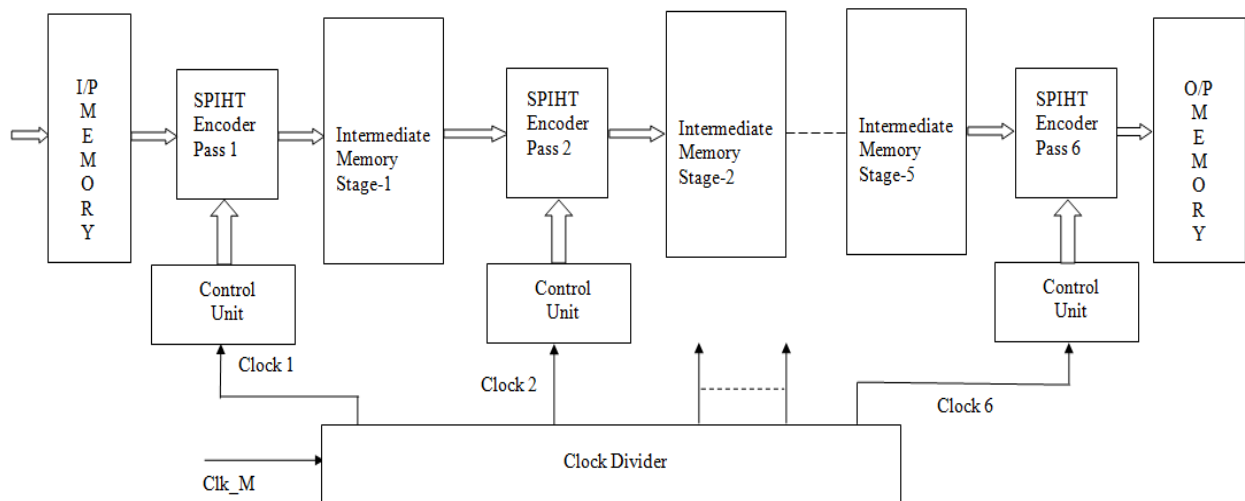 I/P
M
E
M
O
R
Y
SPIHT
Encoder
Pass 1
Intermediate
Memory
Stage-1
SPIHT
Encoder
Pass 2
Intermediate
Memory
Stage-2
Intermediate
Memory
Stage-5
SPIHT
Encoder
Pass 6
O/P
M
E
M
O
R
Y
Control
Unit
Control
Unit
Control
Unit
Clock 1
Clock 2
Clock 6
Clock Divider
Clk_M